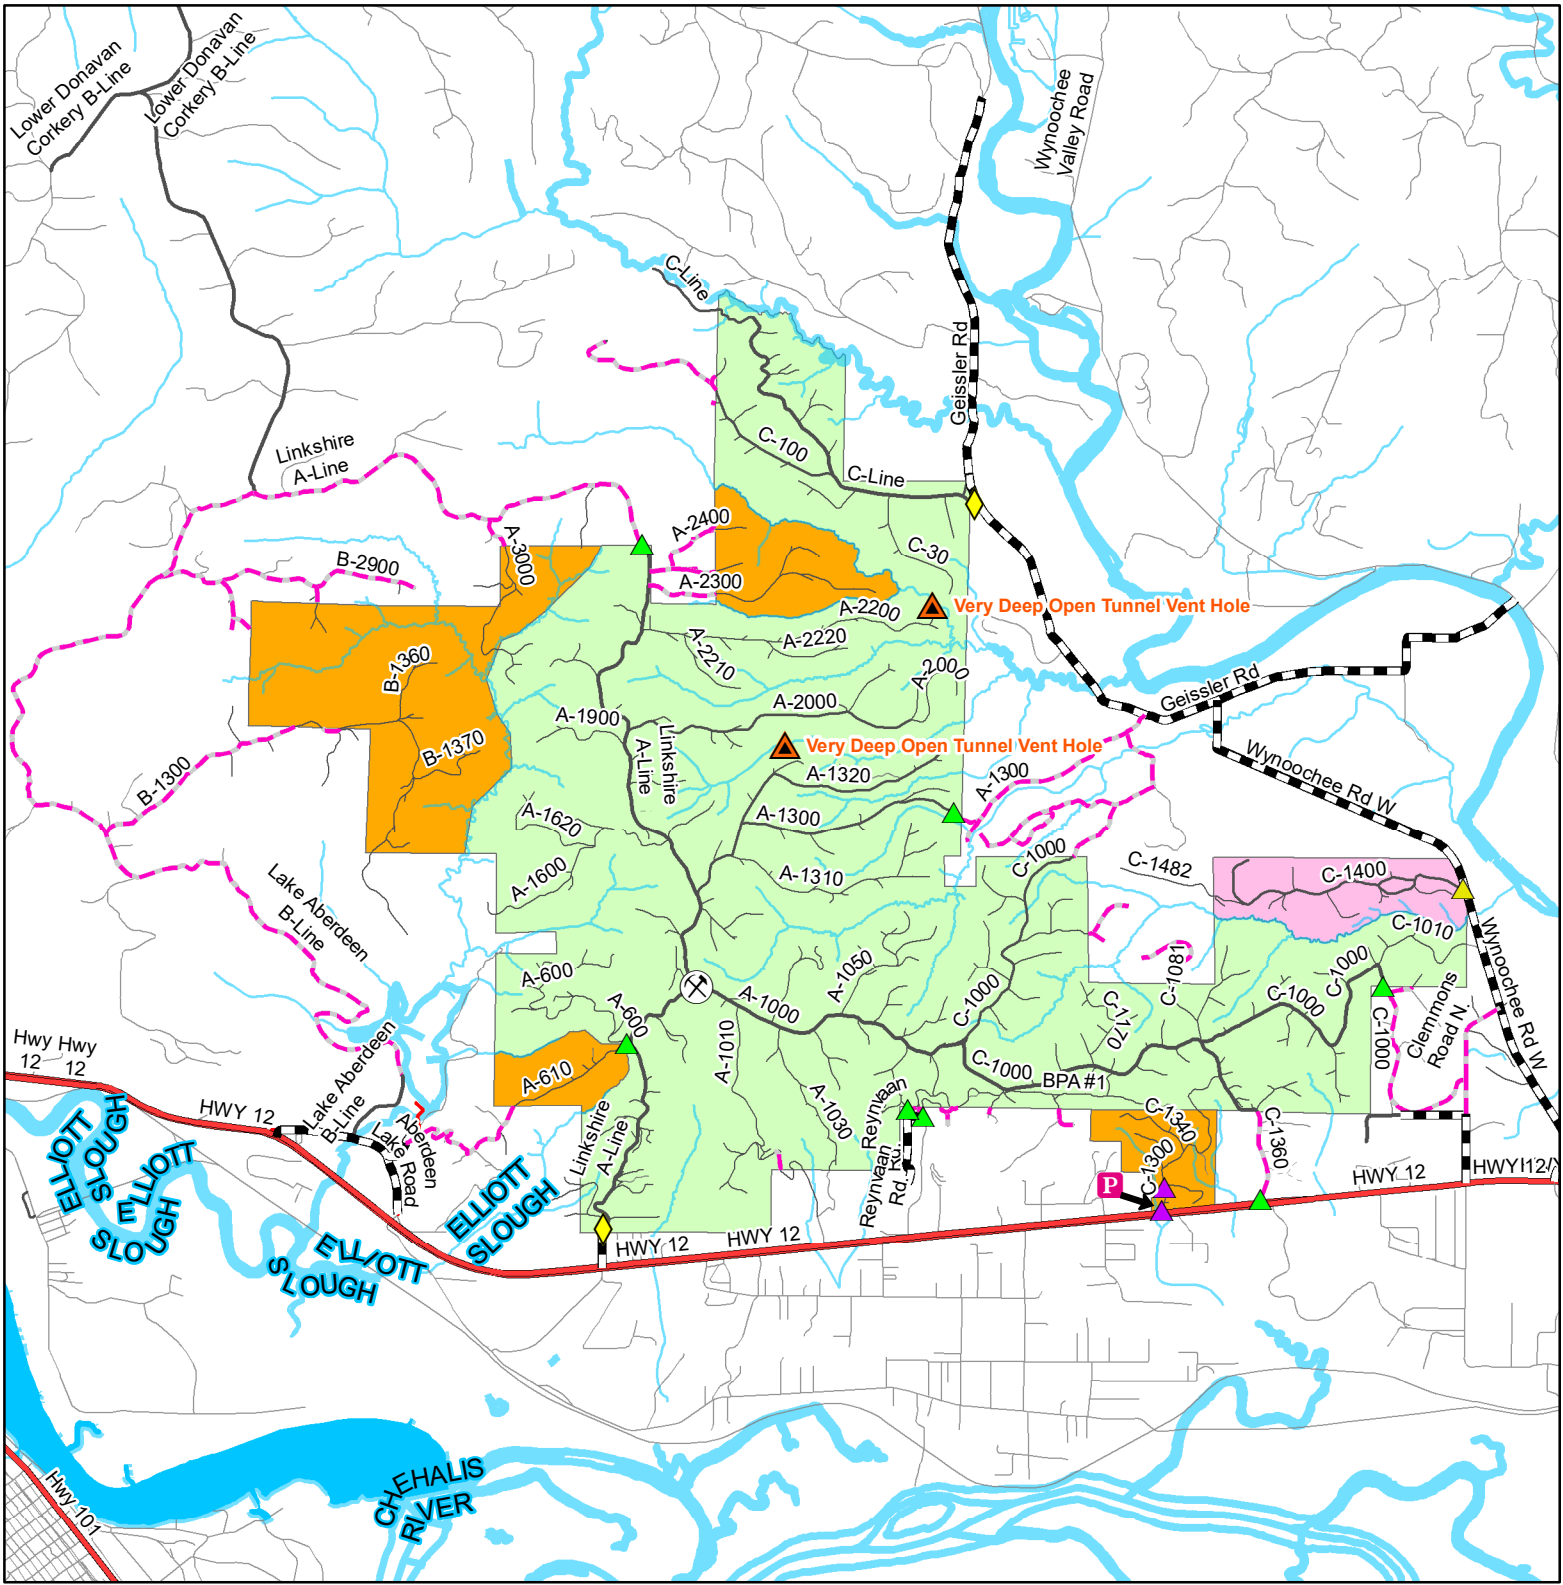 Lower Donavan
Corkery B-Line
Lower Donavan
Corkery B-Line
Wynoochee
Valley Road
C-Line
Geissler Rd
Linkshire
A-Line
C-100
C-Line
A-2400
A-3000
C-30
B-2900
A-2300
A-2200
Very Deep Open Tunnel Vent Hole
A-2220
A-2210
B-1360
A-2000
Geissler Rd
A-2000
A-1900
Linkshire
A-Line
B-1370
Very Deep Open Tunnel Vent Hole
A-1320
A-1300
Wynoochee Rd W
B-1300
A-1300
A-1620
C-1000
C-1482
C-1400
A-1600
A-1310
Lake Aberdeen
B-Line
C-1010
A-600
A-1050
C-1081
C-1000
Wynoochee Rd W
A-600
A-1000
C-1000
C-1170
C-1000
Clemmons
Road N.
C-1000
Hwy
12
Hwy
12
Lake Aberdeen
B-Line
A-1010
C-1000
BPA #1
A-610
HWY 12
ELLIOTT
SLOUGH
A-1030
Reynvaan
Rd.
Reynvaan
Rd.
C-1340
C-1360
Linkshire
A-Line
Aberdeen
Lake Road
C-1300
P
HWY 12
HWY 12
ELLIOTT
SLOUGH
ELLIOTT
SLOUGH
HWY 12
HWY 12
ELLIOTT
SLOUGH
CHEHALIS
RIVER
Hwy 101